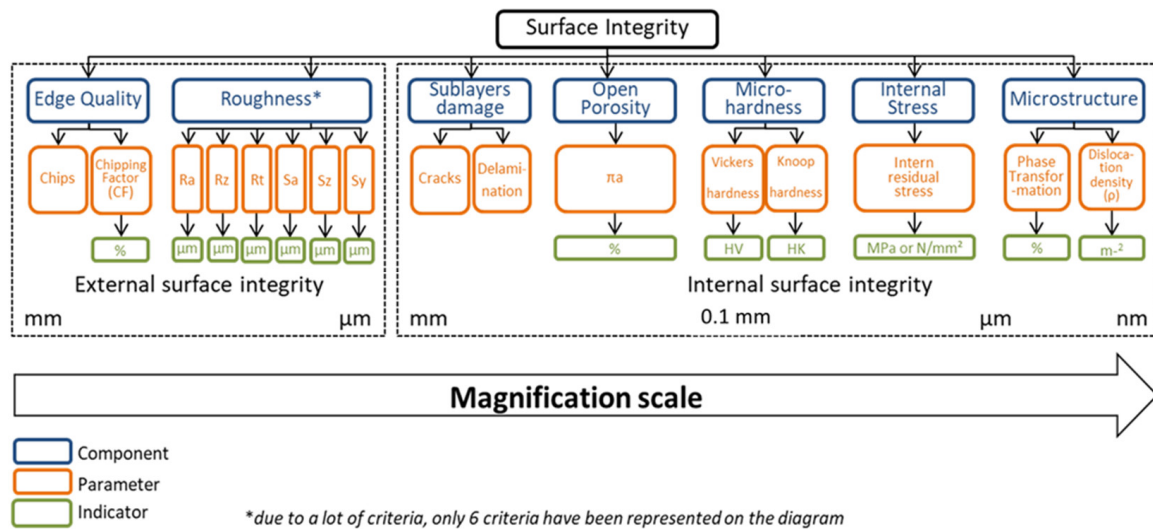 Surface Integrity
Edge Quality
Roughness*
Sublayers
damage
Open
Porosity
Micro-
hardness
Internal
Stress
Microstructure
Chips
Chipping
Factor
(CF)
Ra
Rz
Rt
Sa
Sz
Sy
Cracks
Delami-
nation
πa
Vickers
hardness
Knoop
hardness
Intern
residual
stress
Phase
Transfor
-mation
Disloca-
tion
density
(ρ)
%
µm
µm
µm
µm
µm
µm
%
HV
HK
MPa or N/mm²
%
m-²
External surface integrity
Internal surface integrity
mm
µm
mm
0.1 mm
µm
nm
Magnification scale
Component
Parameter
Indicator
*due to a lot of criteria, only 6 criteria have been represented on the diagram